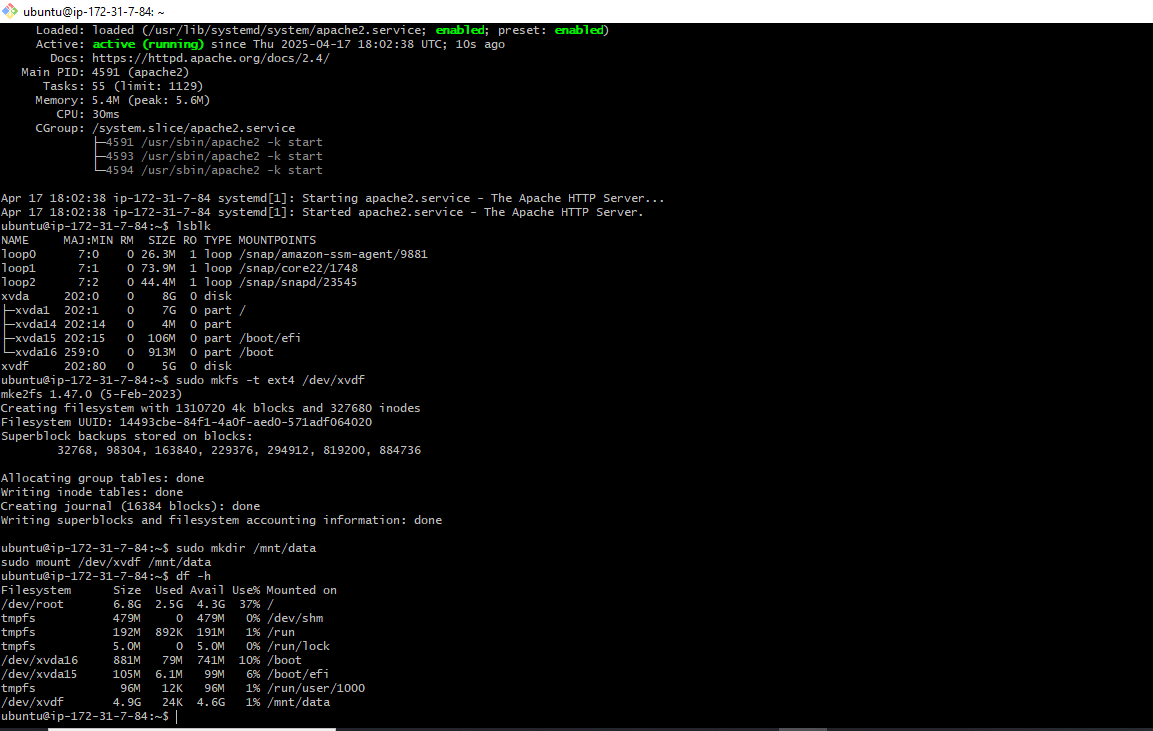 ubuntu@ip-172-31-7-84: ~
Loaded: loaded (/usr/lib/systemd/system/apache2.service; enabled; preset: enabled)
Active: active (running) since Thu 2025-04-17 18:02:38 UTC; 10s ago
Docs: https://httpd.apache.org/docs/2.4/
Main PID: 4591 (apache2)
Tasks: 55 (limit: 1129)
Memory: 5.4M (peak: 5.6M)
CPU: 30ms
CGroup: /system.slice/apache2.service
├─4591 /usr/sbin/apache2 -k start
├─4593 /usr/sbin/apache2 -k start
└─4594 /usr/sbin/apache2 -k start
Apr 17 18:02:38 ip-172-31-7-84 systemd[1]: Starting apache2.service - The Apache HTTP Server...
Apr 17 18:02:38 ip-172-31-7-84 systemd[1]: Started apache2.service - The Apache HTTP Server.
ubuntu@ip-172-31-7-84:~$ lsblk
NAME MAJ:MIN RM SIZE RO TYPE MOUNTPOINTS
loop0 7:0 0 26.3M 1 loop /snap/amazon-ssm-agent/9881
loop1 7:1 0 73.9M 1 loop /snap/core22/1748
loop2 7:2 0 44.4M 1 loop /snap/snapd/23545
xvda 202:0 0 8G 0 disk
├─xvda1 202:1 0 7G 0 part /
├─xvda14 202:14 0 4M 0 part
├─xvda15 202:15 0 106M 0 part /boot/efi
└─xvda16 259:0 0 913M 0 part /boot
xvdf 202:80 0 5G 0 disk
ubuntu@ip-172-31-7-84:~$ sudo mkfs -t ext4 /dev/xvdf
mke2fs 1.47.0 (5-Feb-2023)
Creating filesystem with 1310720 4k blocks and 327680 inodes
Filesystem UUID: 14493cbe-84f1-4a0f-aed0-571adf064020
Superblock backups stored on blocks:
32768, 98304, 163840, 229376, 294912, 819200, 884736
Allocating group tables: done
Writing inode tables: done
Creating journal (16384 blocks): done
Writing superblocks and filesystem accounting information: done
ubuntu@ip-172-31-7-84:~$ sudo mkdir /mnt/data
sudo mount /dev/xvdf /mnt/data
ubuntu@ip-172-31-7-84:~$ df -h
Filesystem Size Used Avail Use% Mounted on
/dev/root 6.8G 2.5G 4.3G 37% /
tmpfs 479M 0 479M 0% /dev/shm
tmpfs 192M 892K 191M 1% /run
tmpfs 5.0M 0 5.0M 0% /run/lock
/dev/xvda16 881M 79M 741M 10% /boot
/dev/xvda15 105M 6.1M 99M 6% /boot/efi
tmpfs 96M 12K 96M 1% /run/user/1000
/dev/xvdf 4.9G 24K 4.6G 1% /mnt/data
ubuntu@ip-172-31-7-84:~$